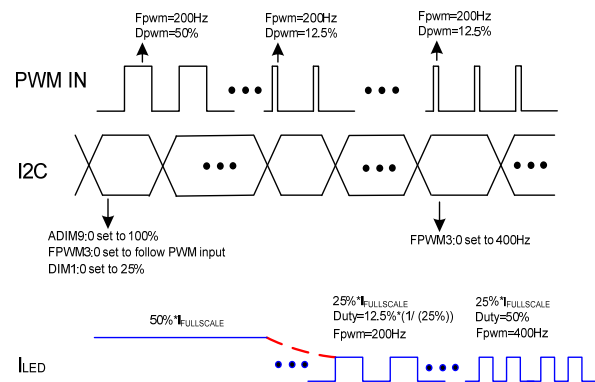 Fpwm=200Hz
Dpwm=50%
Fpwm=200Hz
Dpwm=12.5%
Fpwm=200Hz
Dpwm=12.5%
PWM IN
I2C
ADIM9:0 set to 100%
FPWM3:0 set to follow PWM input
DIM1:0 set to 25%
FPWM3:0 set to 400Hz
50%*IFULLSCALE
25%*IFULLSCALE
Duty=12.5%*(1/ (25%))
Fpwm=200Hz
25%*IFULLSCALE
Duty=50%
Fpwm=400Hz
ILED